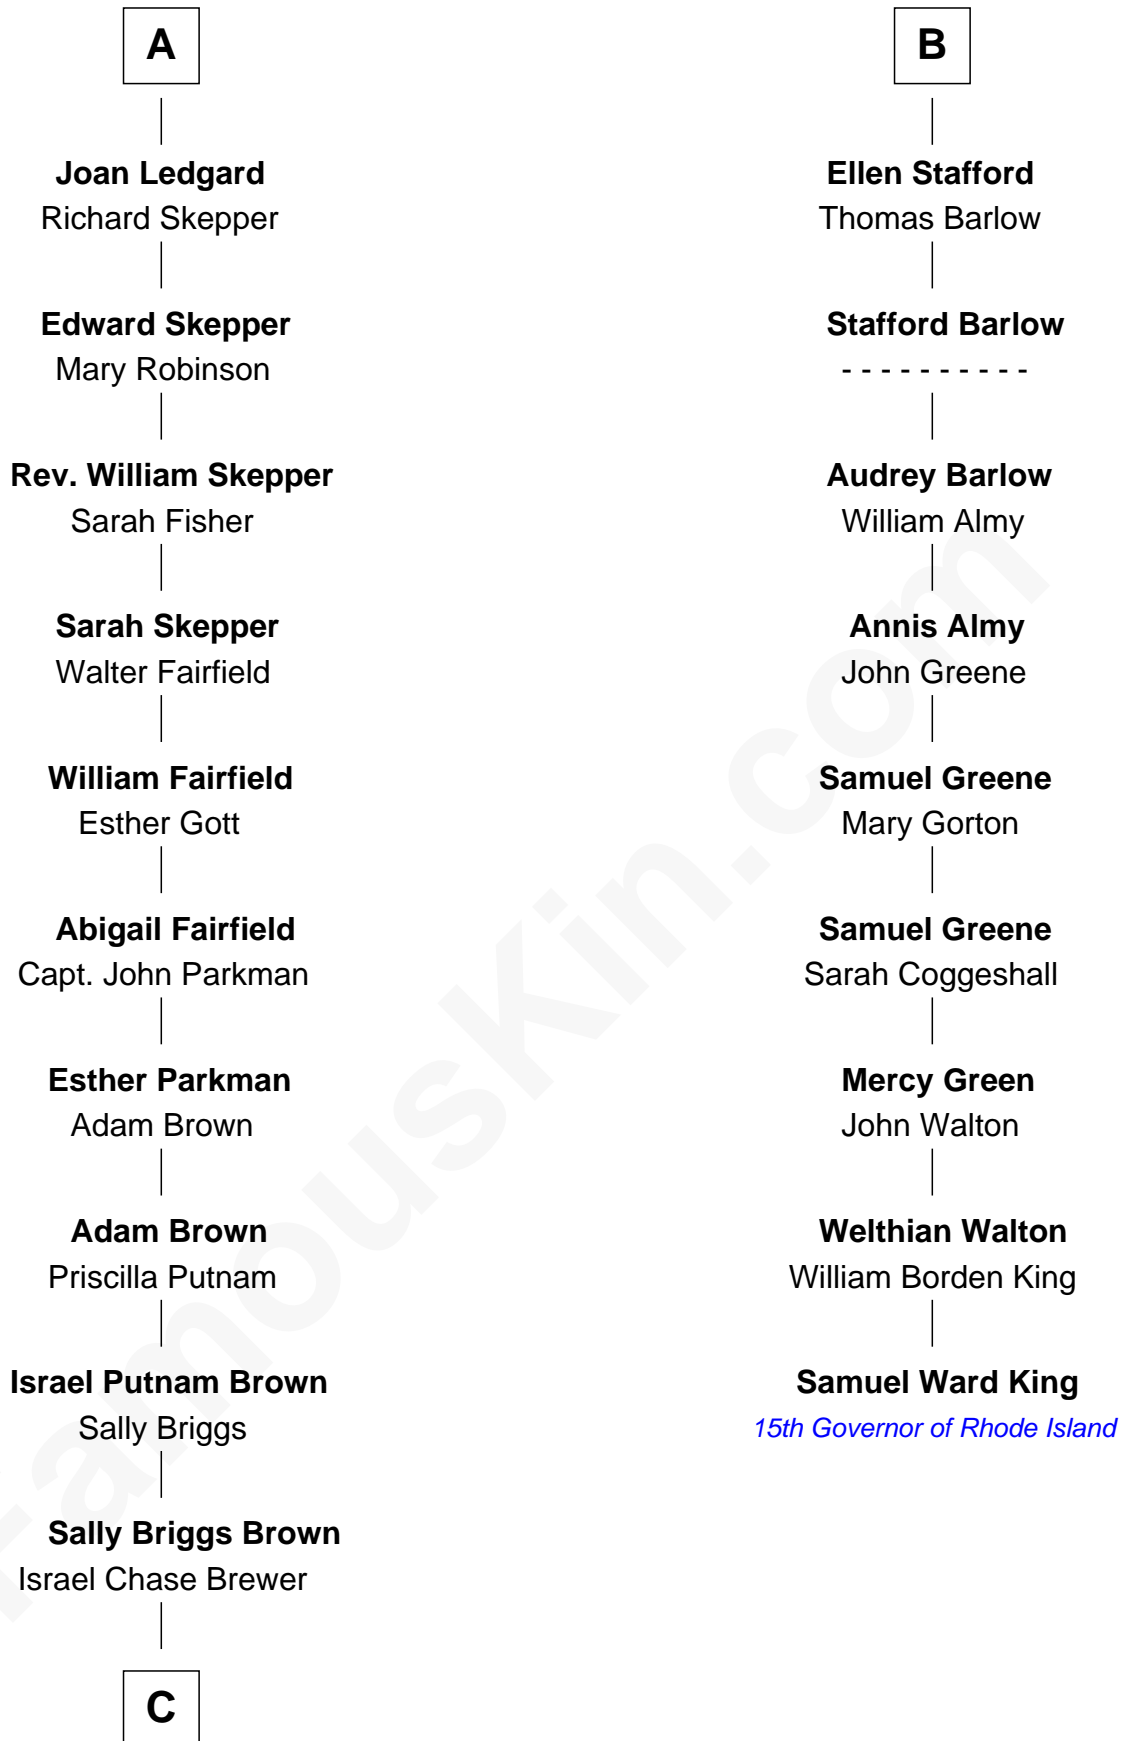 A
Joan Ledgard
Richard Skepper
Edward Skepper
Mary Robinson
Rev. William Skepper
Sarah Fisher
Sarah Skepper
Walter Fairfield
William Fairfield
Esther Gott
Abigail Fairfield
Capt. John Parkman
Esther Parkman
Adam Brown
Adam Brown
Priscilla Putnam
Israel Putnam Brown
Sally Briggs
Sally Briggs Brown
Israel Chase Brewer
C
B
Ellen Stafford
Thomas Barlow
Stafford Barlow
- - - - - - - - - -
Audrey Barlow
William Almy
Annis Almy
John Greene
Samuel Greene
Mary Gorton
Samuel Greene
Sarah Coggeshall
Mercy Green
John Walton
Welthian Walton
William Borden King
Samuel Ward King
15th Governor of Rhode Island
FamousKin.com